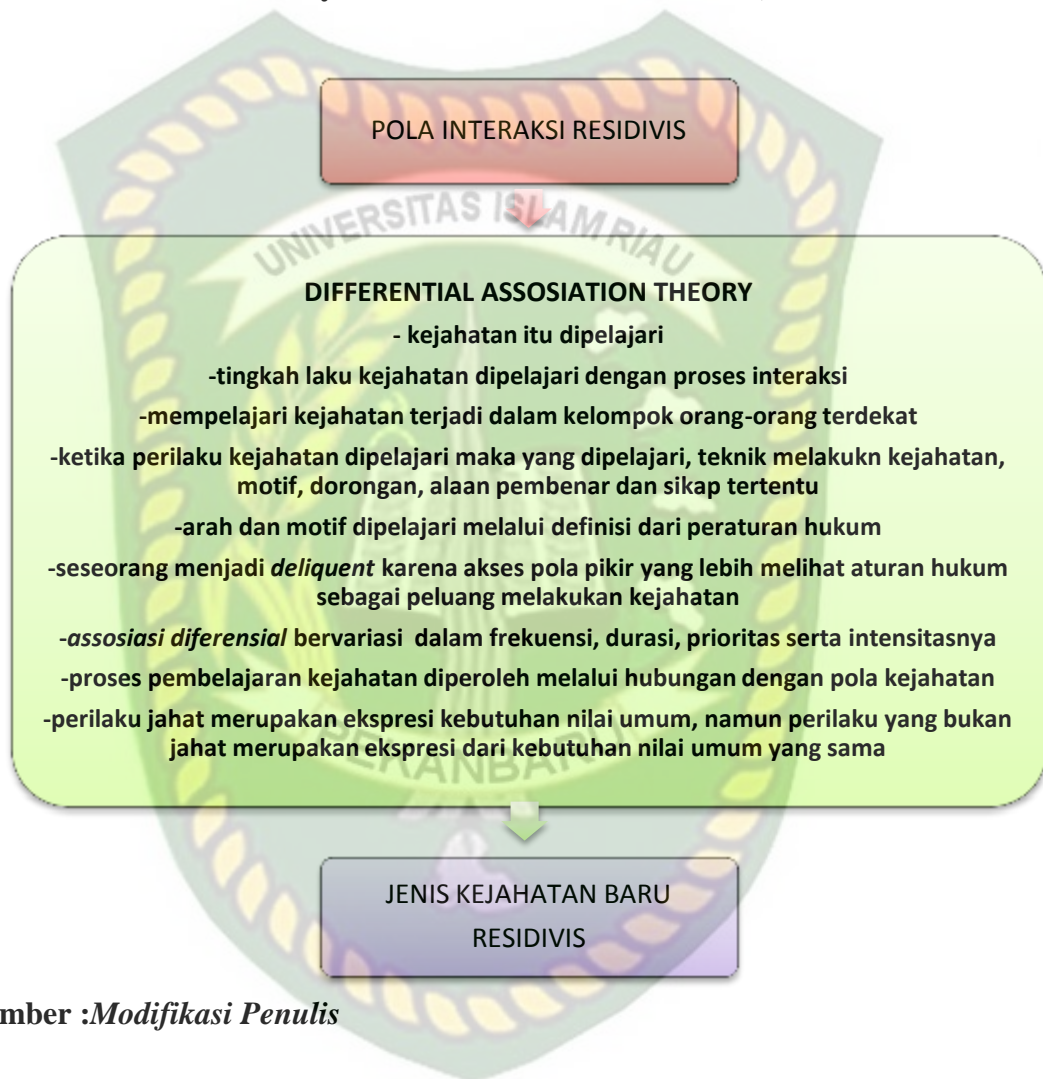 POLA INTERAKSI RESIDIVIS
UNIVERSITAS ISLAM RIAU
DIFFERENTIAL ASSOSIATION THEORY
- kejahatan itu dipelajari
-tingkah laku kejahatan dipelajari dengan proses interaksi
-mempelajari kejahatan terjadi dalam kelompok orang-orang terdekat
-ketika perilaku kejahatan dipelajari maka yang dipelajari, teknik melakukn kejahatan,
motif, dorongan, alaan pembenar dan sikap tertentu
-arah dan motif dipelajari melalui definisi dari peraturan hukum
-seseorang menjadi deliquent karena akses pola pikir yang lebih melihat aturan hukum
sebagai peluang melakukan kejahatan
-assosiasi diferensial bervariasi dalam frekuensi, durasi, prioritas serta intensitasnya
-proses pembelajaran kejahatan diperoleh melalui hubungan dengan pola kejahatan
-perilaku jahat merupakan ekspresi kebutuhan nilai umum, namun perilaku yang bukan
jahat merupakan ekspresi dari kebutuhan nilai umum yang sama
PEKANBARU
JENIS KEJAHATAN BARU
RESIDIVIS
mber :Modifikasi Penulis